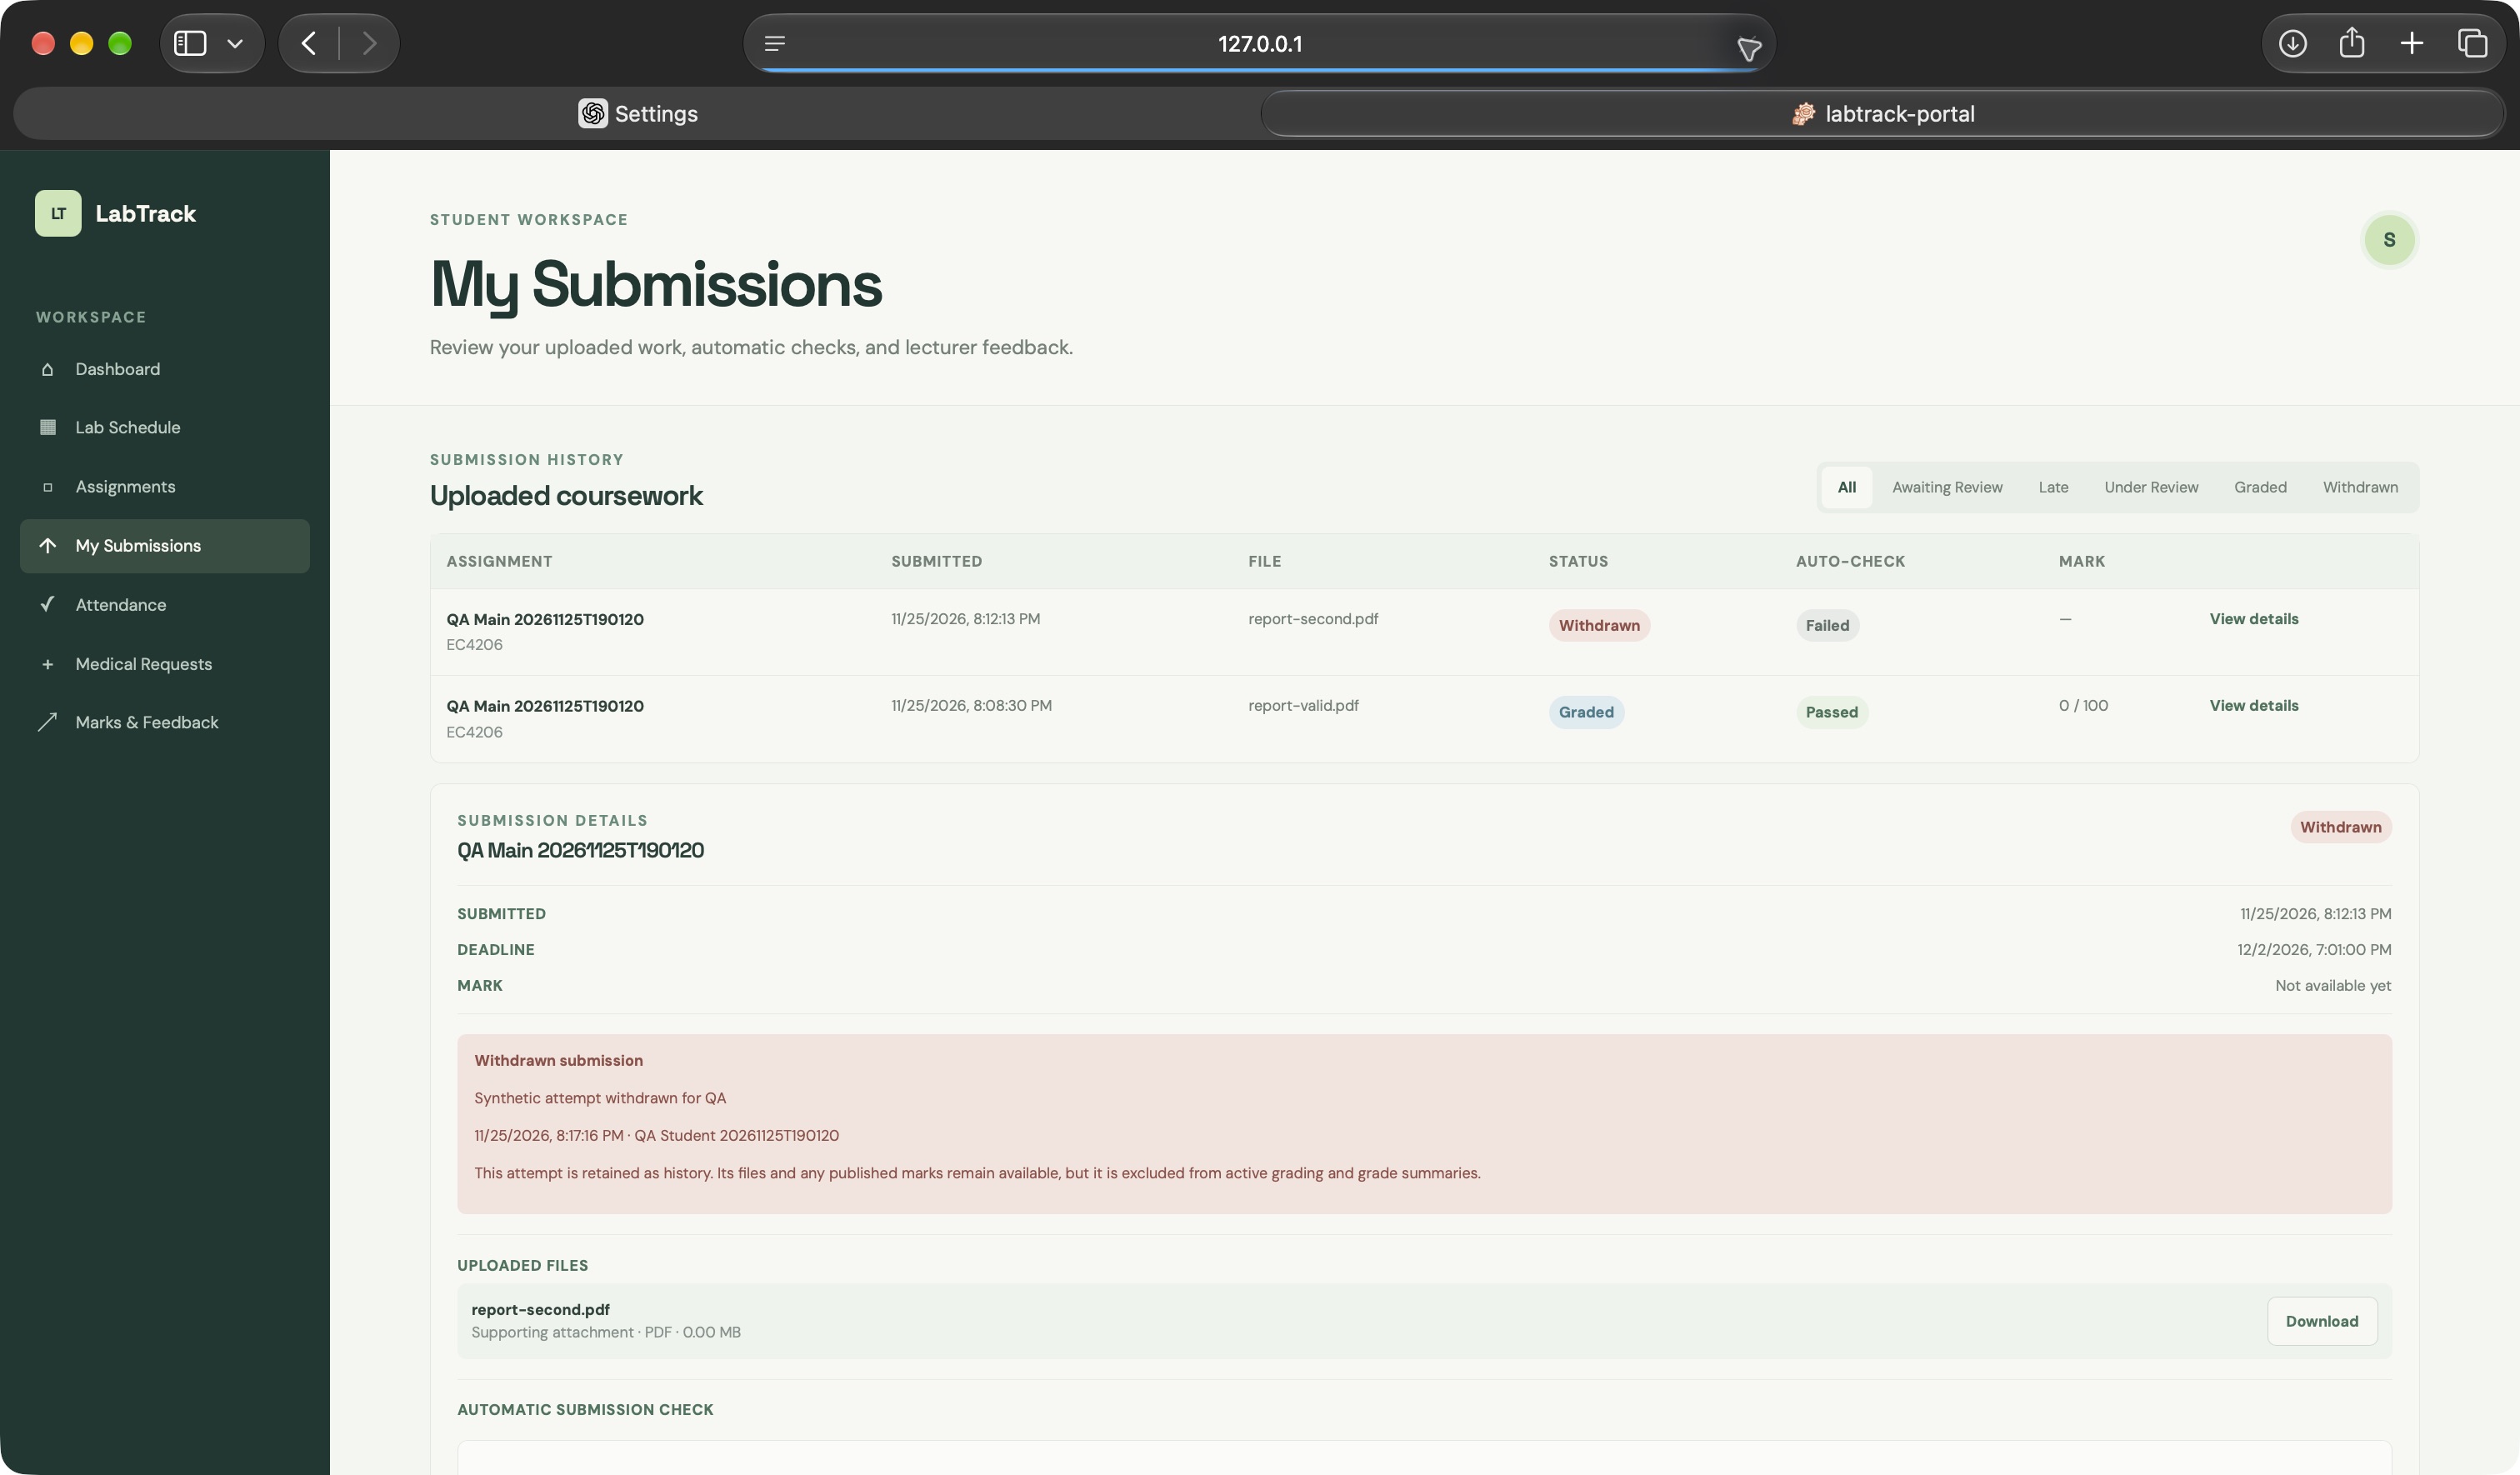 127.0.0.1
Settings
labtrack-portal
LT
LabTrack
WORKSPACE
Dashboard
Lab Schedule
Assignments
My Submissions
Attendance
Medical Requests
Marks & Feedback
STUDENT WORKSPACE
My Submissions
Review your uploaded work, automatic checks, and lecturer feedback.
S
SUBMISSION HISTORY
Uploaded coursework
All Awaiting Review Late Under Review Graded Withdrawn
ASSIGNMENT SUBMITTED FILE STATUS AUTO-CHECK MARK
QA Main 20261125T190120 11/25/2026, 8:12:13 PM report-second.pdf Withdrawn Failed — View details
EC4206
QA Main 20261125T190120 11/25/2026, 8:08:30 PM report-valid.pdf Graded Passed 0 / 100 View details
EC4206
SUBMISSION DETAILS
QA Main 20261125T190120
Withdrawn
SUBMITTED 11/25/2026, 8:12:13 PM
DEADLINE 12/2/2026, 7:01:00 PM
MARK Not available yet
Withdrawn submission
Synthetic attempt withdrawn for QA
11/25/2026, 8:17:16 PM · QA Student 20261125T190120
This attempt is retained as history. Its files and any published marks remain available, but it is excluded from active grading and grade summaries.
UPLOADED FILES
report-second.pdf
Supporting attachment · PDF · 0.00 MB
Download
AUTOMATIC SUBMISSION CHECK